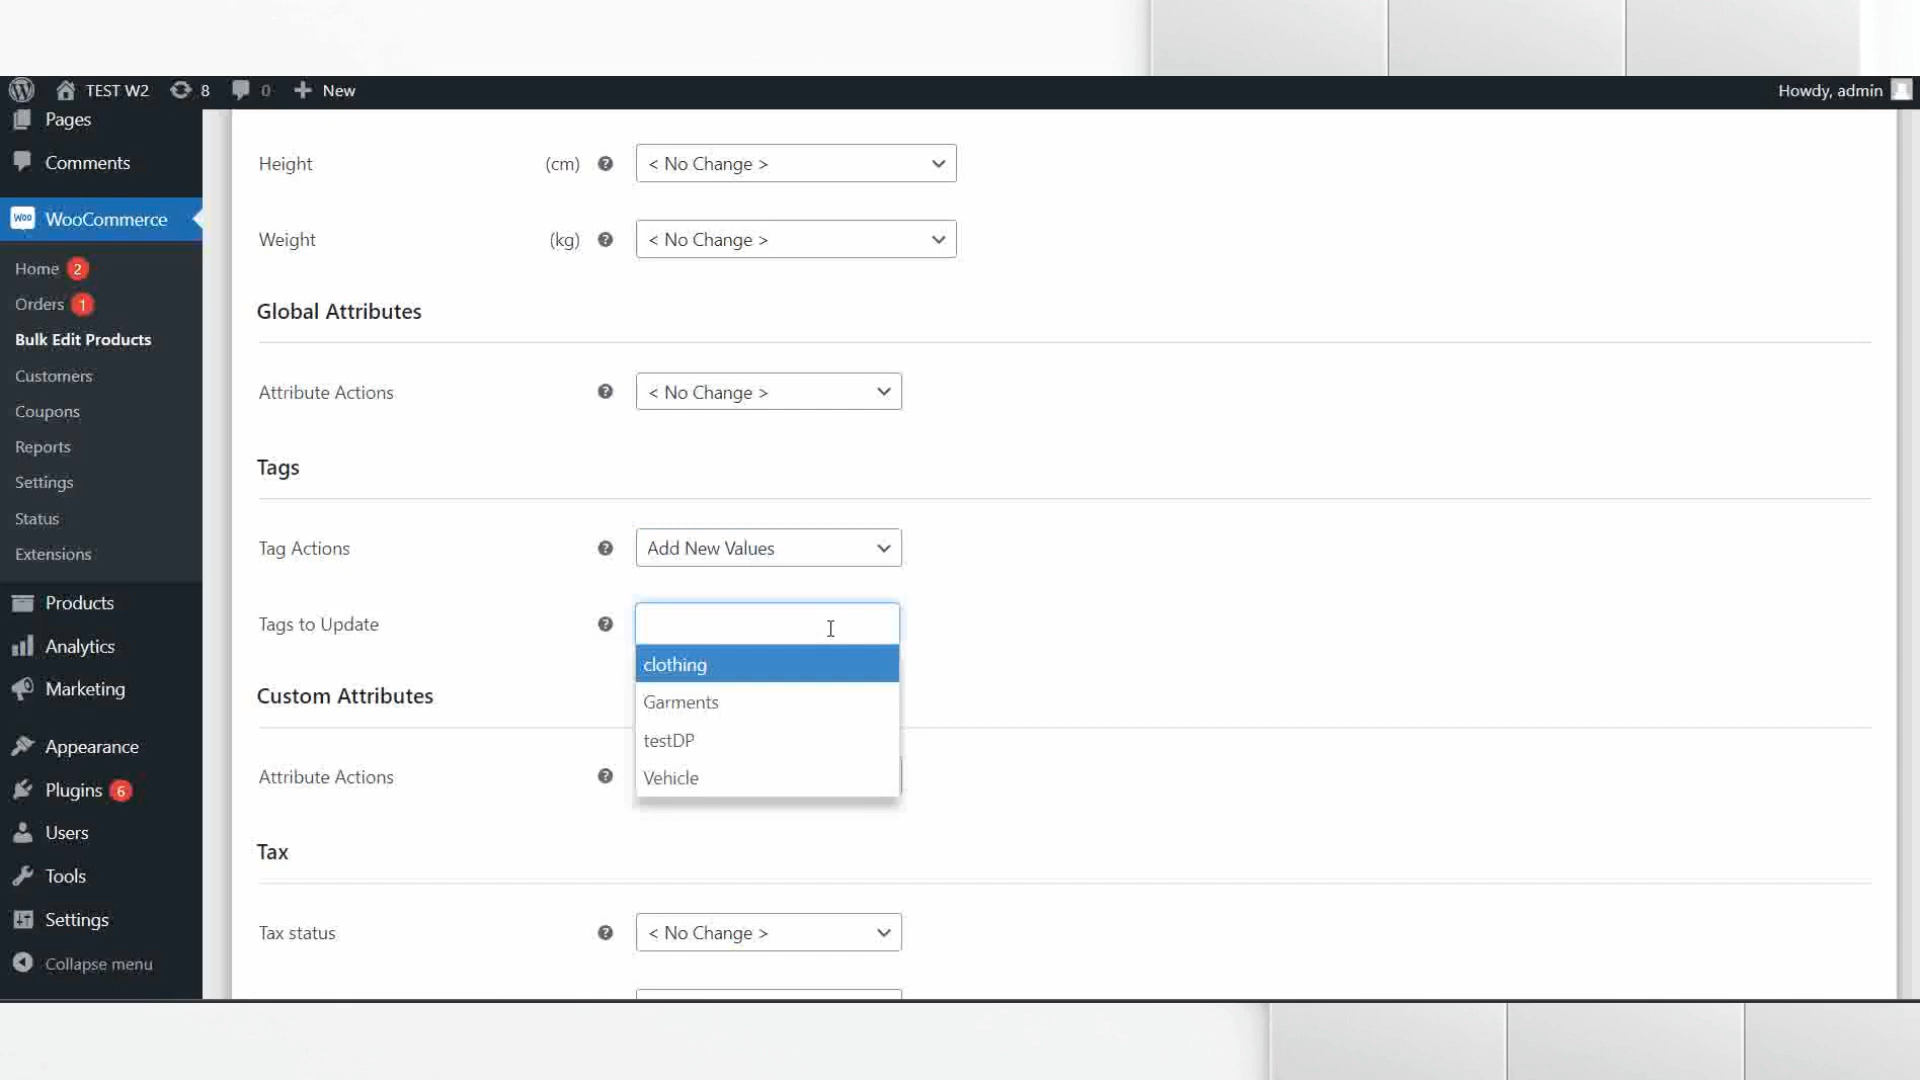 TEST W2 8 0 New Howdy, admin
Pages
Comments
Woo WooCommerce
Home 2
Orders 1
Bulk Edit Products
Customers
Coupons
Reports
Settings
Status
Extensions
Products
Analytics
Marketing
Appearance
Plugins 6
Users
Tools
Settings
Collapse menu
Height (cm) ? < No Change >
Weight (kg) ? < No Change >
Global Attributes
Attribute Actions ? < No Change >
Tags
Tag Actions ? Add New Values
Tags to Update ?
clothing
Garments
testDP
Vehicle
Custom Attributes
Attribute Actions ?
Tax
Tax status ? < No Change >